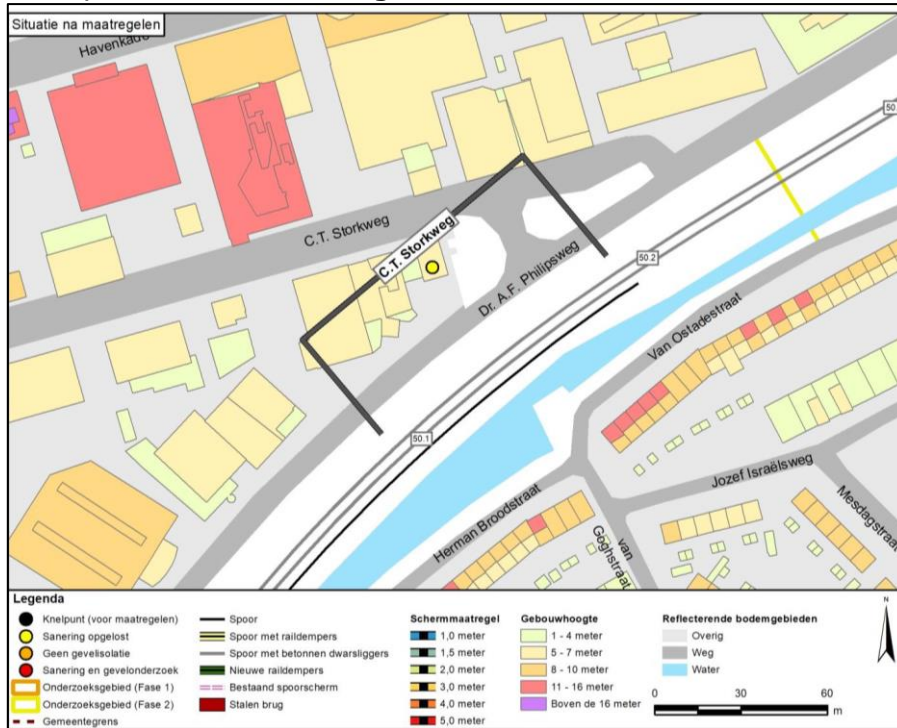 Situatie na maatregelen
Havenkade
C.T. Storkweg
C.T. Storkweg
Dr. A.F. Philipsweg
50.
50.2
50.1
Van Ostadestraat
Jozef Israëlsweg
Mesdagstraat
Herman Broodstraat
van
Goghstraat
Legenda
Knelpunt (voor maatregelen)
Sanering opgelost
Geen gevelisolatie
Sanering en gevelonderzoek
Onderzoeksgebied (Fase 1)
Onderzoeksgebied (Fase 2)
Gemeentegrens
Spoor
Spoor met raildempers
Spoor met betonnen dwarsliggers
Nieuwe raildempers
Bestaand spoorscherm
Stalen brug
Schermmaatregel
1,0 meter
1,5 meter
2,0 meter
3,0 meter
4,0 meter
5,0 meter
Gebouwhoogte
1 - 4 meter
5 - 7 meter
8 - 10 meter
11 - 16 meter
Boven de 16 meter
Reflecterende bodemgebieden
Overig
Weg
Water
N
0 30 60
m